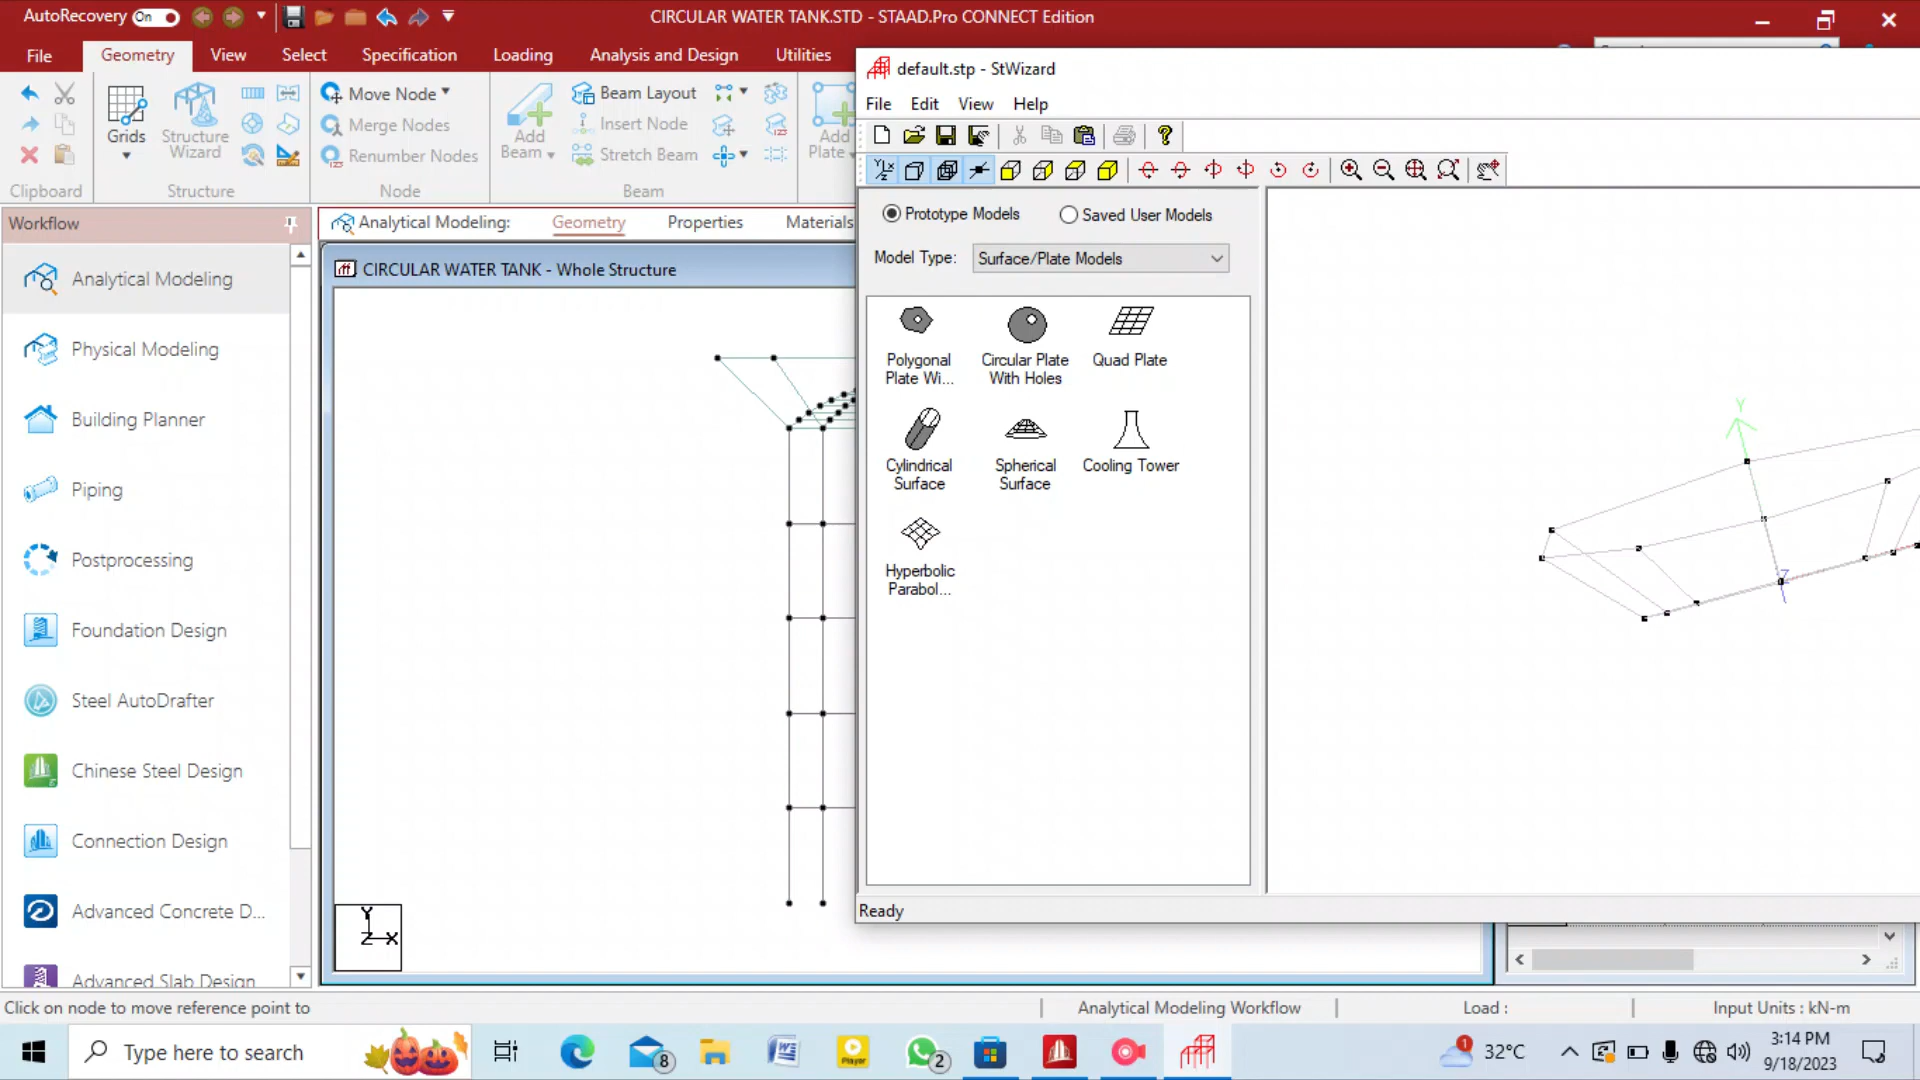 AutoRecovery On
CIRCULAR WATER TANK.STD - STAAD.Pro CONNECT Edition
File Geometry View Select Specification Loading Analysis and Design Utilities
Move Node
Merge Nodes
Renumber Nodes
Grids
Structure
Wizard
Add
Beam
Beam Layout
Insert Node
Stretch Beam
Add
Plate
Clipboard Structure Node Beam
Workflow
Analytical Modeling
Physical Modeling
Building Planner
Piping
Postprocessing
Foundation Design
Steel AutoDrafter
Chinese Steel Design
Connection Design
Advanced Concrete D...
Advanced Slab Design
Analytical Modeling: Geometry Properties Materials
CIRCULAR WATER TANK - Whole Structure
Y
Z X
default.stp - StWizard
File Edit View Help
Prototype Models Saved User Models
Model Type: Surface/Plate Models
Polygonal
Plate Wi...
Circular Plate
With Holes
Quad Plate
Cylindrical
Surface
Spherical
Surface
Cooling Tower
Hyperbolic
Parabol...
Y
Z
Ready
Click on node to move reference point to
Analytical Modeling Workflow
Load :
Input Units : kN-m
Type here to search
8
Player
2
1
32°C
3:14 PM
9/18/2023